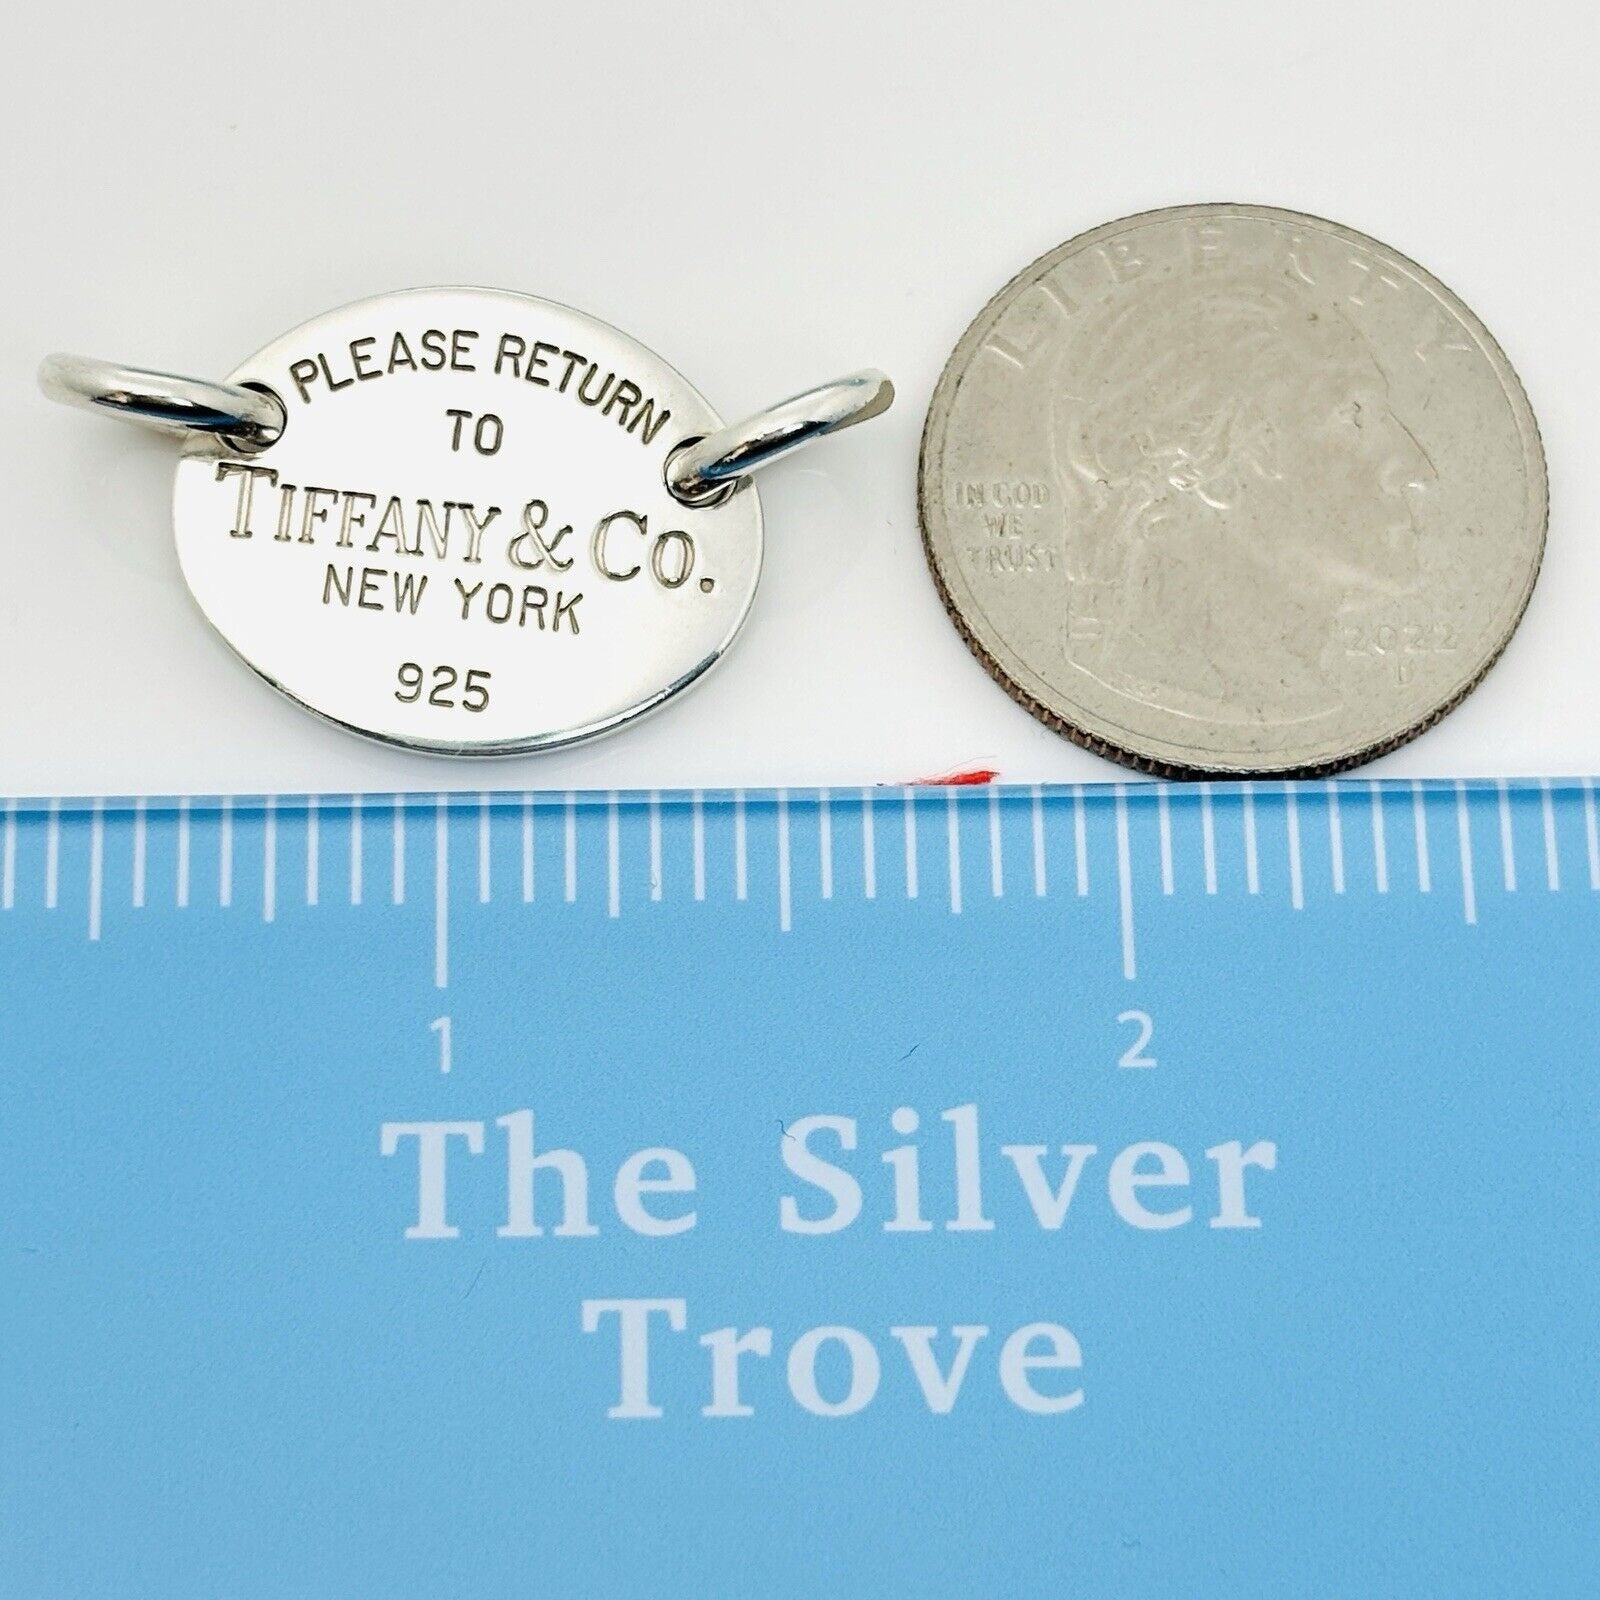 PLEASE RETURN
TO
TIFFANY & CO.
NEW YORK
925
LIBERTY
IN GOD
WE
TRUST
2022
D
1
2
The Silver
Trove